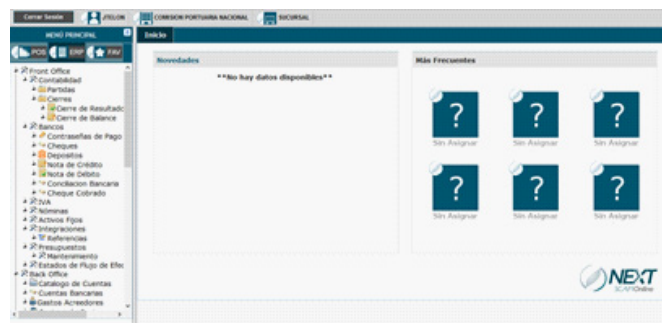 Cerrar Sesión JTELON COMISION PORTUARIA NACIONAL SUCURSAL
MENÚ PRINCIPAL Inicio
POS ERP FAV
Novedades
**No hay datos disponibles**
Más Frecuentes
? ? ?
Sin Asignar Sin Asignar Sin Asignar
? ? ?
Sin Asignar Sin Asignar Sin Asignar
Front Office
Contabilidad
Partidas
Cierres
Cierre de Resultado
Cierre de Balance
Bancos
Contraseñas de Pago
Cheques
Depositos
Nota de Crédito
Nota de Débito
Conciliacion Bancaria
Cheque Cobrado
IVA
Nóminas
Activos Fijos
Integraciones
Referencias
Presupuestos
Mantenimiento
Estados de Flujo de Efec
Back Office
Catalogo de Cuentas
Cuentas Bancarias
Gastos Acreedores
NEXT
Online